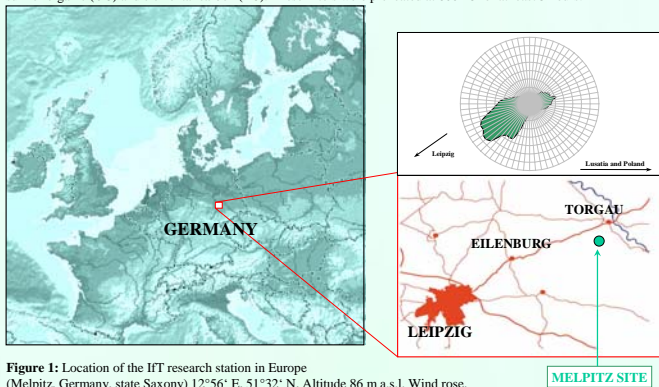 Leipzig
Lusatia and Poland
GERMANY
TORGAU
EILENBURG
LEIPZIG
MELPITZ SITE
Figure 1: Location of the IfT research station in Europe
(Melpitz, Germany, state Saxony) 12°56‘ E, 51°32‘ N, Altitude 86 m a.s.l. Wind rose,